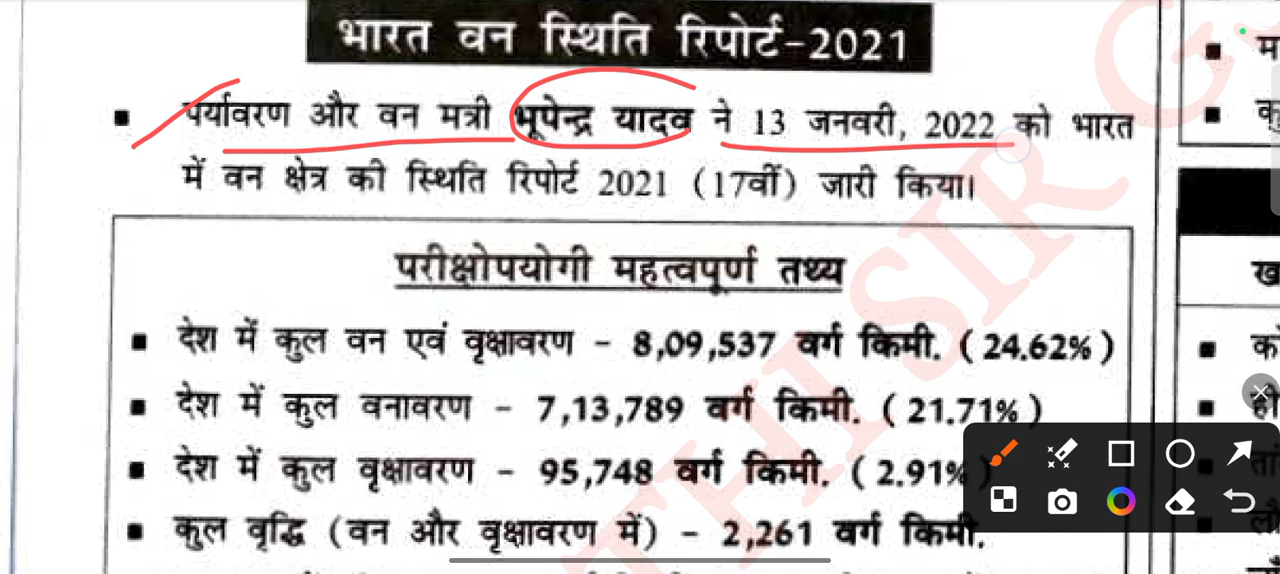 भारत वन स्थिति रिपोर्ट-2021
▪ पर्यावरण और वन मत्री भूपेन्द्र यादव ने 13 जनवरी, 2022 को भारत
में वन क्षेत्र की स्थिति रिपोर्ट 2021 (17वीं) जारी किया।
परीक्षोपयोगी महत्वपूर्ण तथ्य
▪ देश में कुल वन एवं वृक्षावरण - 8,09,537 वर्ग किमी. (24.62%)
▪ देश में कुल वनावरण - 7,13,789 वर्ग किमी. (21.71%)
▪ देश में कुल वृक्षावरण - 95,748 वर्ग किमी. (2.91%
▪ कुल वृद्धि (वन और वृक्षावरण में) - 2,261 वर्ग किमी.